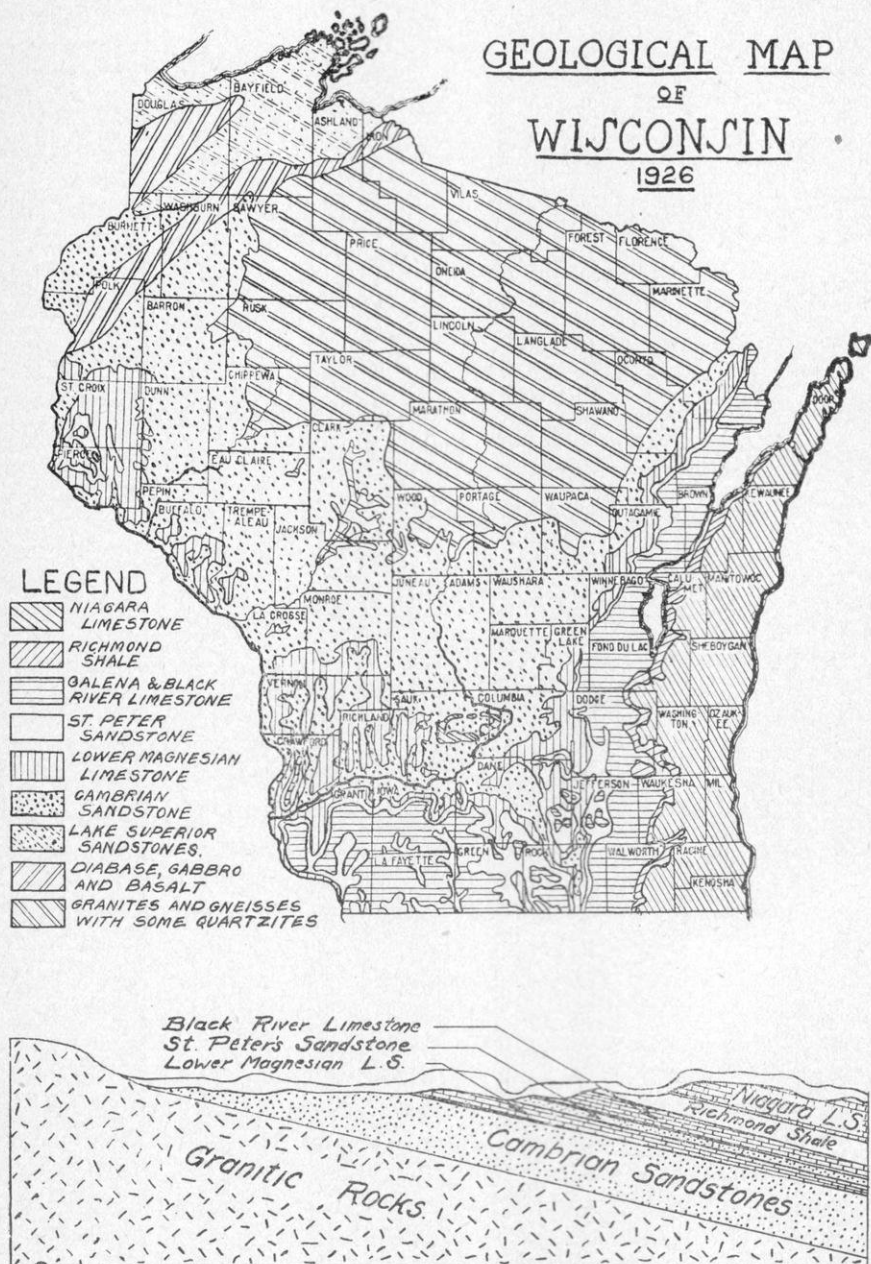 GEOLOGICAL MAP
OF
WISCONSIN
1926
DOUGLAS
BAYFIELD
ASHLAND
IRON
VILAS
WASHBURN
SAWYER
BURNETT
PRICE
FOREST
FLORENCE
ONEIDA
POLK
MARINETTE
BARRON
RUSK
LINCOLN
LANGLADE
TAYLOR
OCONTO
ST. CROIX
DUNN
CHIPPEWA
DOOR
MARATHON
SHAWANO
CLARK
PIERCE
EAU CLAIRE
PEPIN
WOOD
PORTAGE
WAUPACA
BROWN
KEWAUNEE
BUFFALO
TREMPE-
ALEAU
OUTAGAMIE
JACKSON
JUNEAU
ADAMS
WAUSHARA
WINNEBAGO
CALU
MET
MANITOWOC
MONROE
LA CROSSE
MARQUETTE
GREEN
LAKE
FOND DU LAC
SHEBOYGAN
VERNON
SAUK
COLUMBIA
DODGE
RICHLAND
WASHING
TON
OZAUK-
EE
CRAWFORD
DANE
GRANT
IOWA
JEFFERSON
WAUKESHA
MIL.
LA FAYETTE
GREEN
ROCK
WALWORTH
RACINE
KENOSHA
LEGEND
NIAGARA
LIMESTONE
RICHMOND
SHALE
GALENA & BLACK
RIVER LIMESTONE
ST. PETER
SANDSTONE
LOWER MAGNESIAN
LIMESTONE
CAMBRIAN
SANDSTONE
LAKE SUPERIOR
SANDSTONES.
DIABASE, GABBRO
AND BASALT
GRANITES AND GNEISSES
WITH SOME QUARTZITES
Black River Limestone
St. Peter's Sandstone
Lower Magnesian L.S.
Niagara L.S.
Richmond Shale
Cambrian Sandstones
Granitic Rocks